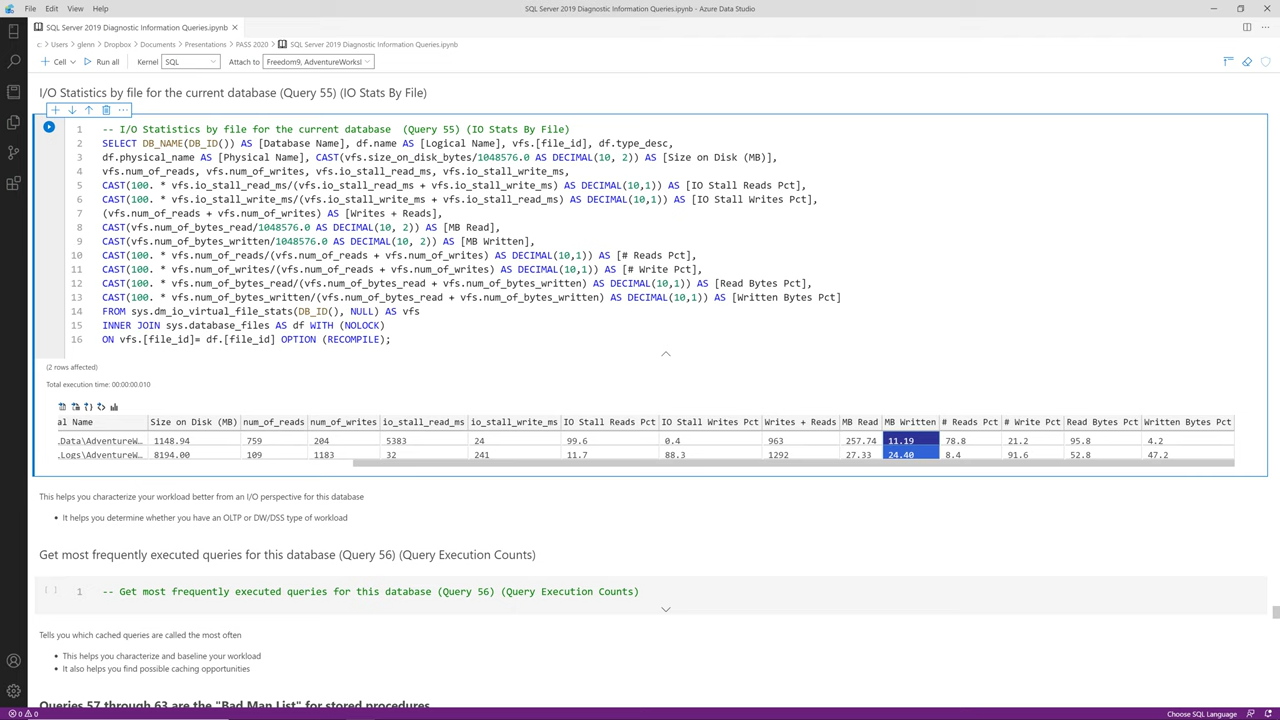 File Edit View Help
SQL Server 2019 Diagnostic Information Queries.ipynb - Azure Data Studio
SQL Server 2019 Diagnostic Information Queries.ipynb
c: > Users > glenn > Dropbox > Documents > Presentations > PASS 2020 > SQL Server 2019 Diagnostic Information Queries.ipynb
Cell Run all Kernel SQL Attach to Freedom9, AdventureWorksl
I/O Statistics by file for the current database (Query 55) (IO Stats By File)
1 -- I/O Statistics by file for the current database (Query 55) (IO Stats By File)
2 SELECT DB_NAME(DB_ID()) AS [Database Name], df.name AS [Logical Name], vfs.[file_id], df.type_desc,
3 df.physical_name AS [Physical Name], CAST(vfs.size_on_disk_bytes/1048576.0 AS DECIMAL(10, 2)) AS [Size on Disk (MB)],
4 vfs.num_of_reads, vfs.num_of_writes, vfs.io_stall_read_ms, vfs.io_stall_write_ms,
5 CAST(100. * vfs.io_stall_read_ms/(vfs.io_stall_read_ms + vfs.io_stall_write_ms) AS DECIMAL(10,1)) AS [IO Stall Reads Pct],
6 CAST(100. * vfs.io_stall_write_ms/(vfs.io_stall_write_ms + vfs.io_stall_read_ms) AS DECIMAL(10,1)) AS [IO Stall Writes Pct],
7 (vfs.num_of_reads + vfs.num_of_writes) AS [Writes + Reads],
8 CAST(vfs.num_of_bytes_read/1048576.0 AS DECIMAL(10, 2)) AS [MB Read],
9 CAST(vfs.num_of_bytes_written/1048576.0 AS DECIMAL(10, 2)) AS [MB Written],
10 CAST(100. * vfs.num_of_reads/(vfs.num_of_reads + vfs.num_of_writes) AS DECIMAL(10,1)) AS [# Reads Pct],
11 CAST(100. * vfs.num_of_writes/(vfs.num_of_reads + vfs.num_of_writes) AS DECIMAL(10,1)) AS [# Write Pct],
12 CAST(100. * vfs.num_of_bytes_read/(vfs.num_of_bytes_read + vfs.num_of_bytes_written) AS DECIMAL(10,1)) AS [Read Bytes Pct],
13 CAST(100. * vfs.num_of_bytes_written/(vfs.num_of_bytes_read + vfs.num_of_bytes_written) AS DECIMAL(10,1)) AS [Written Bytes Pct]
14 FROM sys.dm_io_virtual_file_stats(DB_ID(), NULL) AS vfs
15 INNER JOIN sys.database_files AS df WITH (NOLOCK)
16 ON vfs.[file_id]= df.[file_id] OPTION (RECOMPILE);
(2 rows affected)
Total execution time: 00:00:00.010
al Name Size on Disk (MB) num_of_reads num_of_writes io_stall_read_ms io_stall_write_ms IO Stall Reads Pct IO Stall Writes Pct Writes + Reads MB Read MB Written # Reads Pct # Write Pct Read Bytes Pct Written Bytes Pct
.Data\AdventureW… 1148.94 759 204 5383 24 99.6 0.4 963 257.74 11.19 78.8 21.2 95.8 4.2
.Logs\AdventureW… 8194.00 109 1183 32 241 11.7 88.3 1292 27.33 24.40 8.4 91.6 52.8 47.2
This helps you characterize your workload better from an I/O perspective for this database
• It helps you determine whether you have an OLTP or DW/DSS type of workload
Get most frequently executed queries for this database (Query 56) (Query Execution Counts)
[ ] 1 -- Get most frequently executed queries for this database (Query 56) (Query Execution Counts)
Tells you which cached queries are called the most often
• This helps you characterize and baseline your workload
• It also helps you find possible caching opportunities
Queries 57 through 63 are the "Bad Man List" for stored procedures
0 0 Choose SQL Language